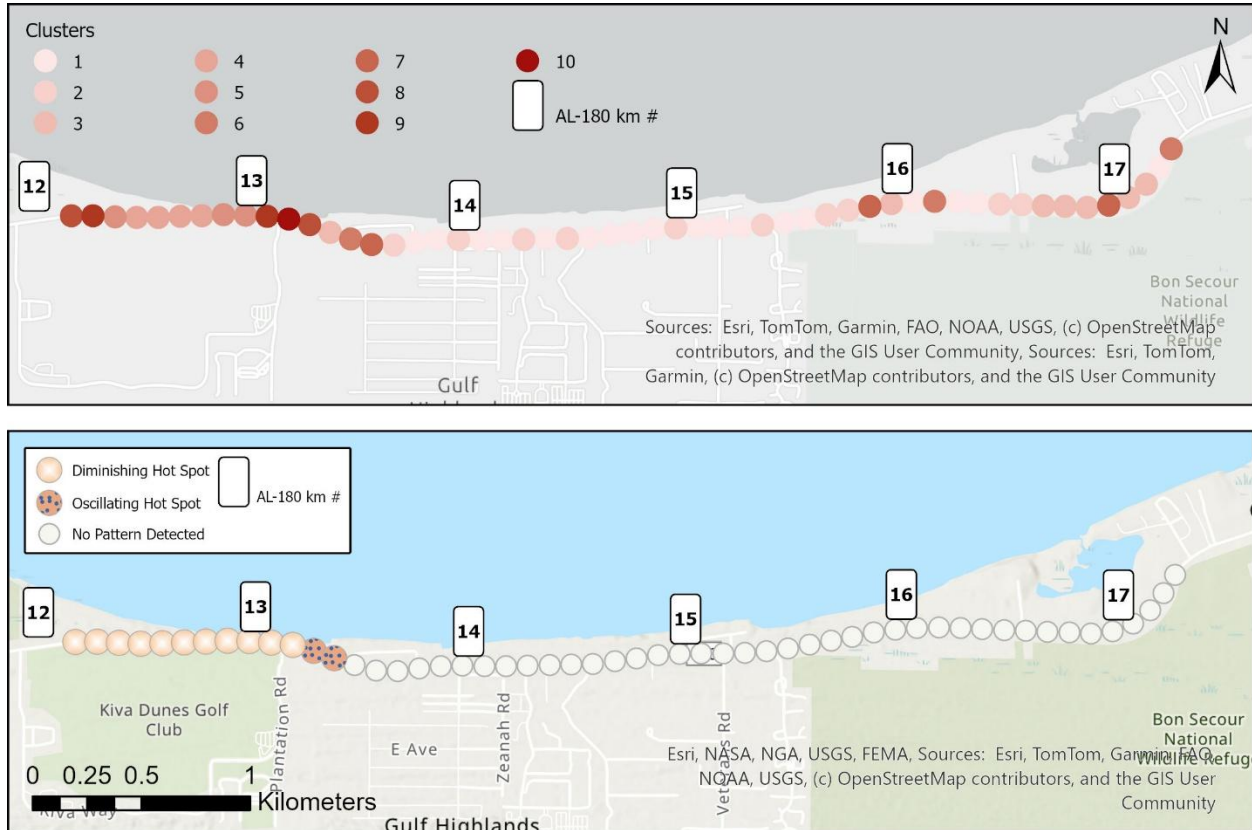 Clusters
1
4
7
10
2
5
8
AL-180 km #
3
6
9
N
12
13
14
15
16
17
Bon Secour
National
Wildlife
Refuge
Sources: Esri, TomTom, Garmin, FAO, NOAA, USGS, (c) OpenStreetMap
contributors, and the GIS User Community, Sources: Esri, TomTom,
Garmin, (c) OpenStreetMap contributors, and the GIS User Community
Gulf
Diminishing Hot Spot
Oscillating Hot Spot
AL-180 km #
No Pattern Detected
12
13
14
15
16
17
Kiva Dunes Golf
Club
Plantation Rd
E Ave
Zeanah Rd
Veterans Rd
Bon Secour
National
Wildlife Refuge
Esri, NASA, NGA, USGS, FEMA, Sources: Esri, TomTom, Garmin, FAO,
NOAA, USGS, (c) OpenStreetMap contributors, and the GIS User
Community
0 0.25 0.5 1
Kilometers
Kiva Way
Gulf Highlands